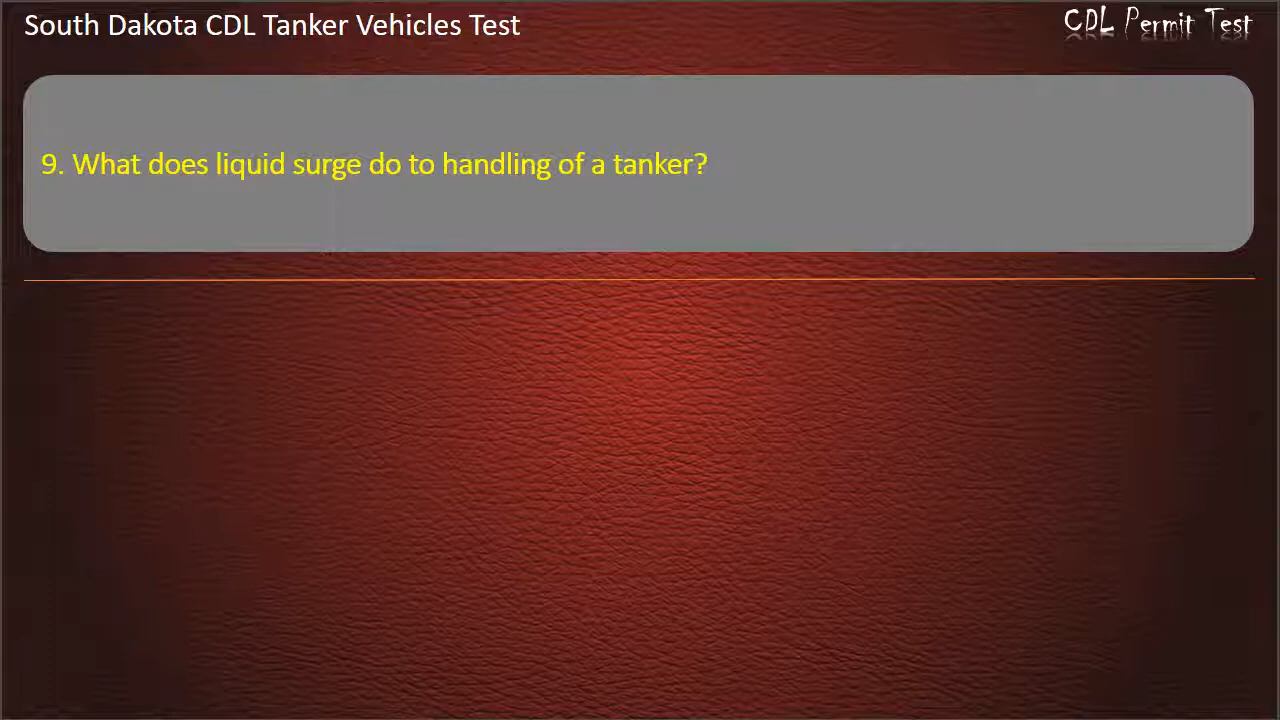 South Dakota CDL Tanker Vehicles Test
CDL Permit Test
9. What does liquid surge do to handling of a tanker?